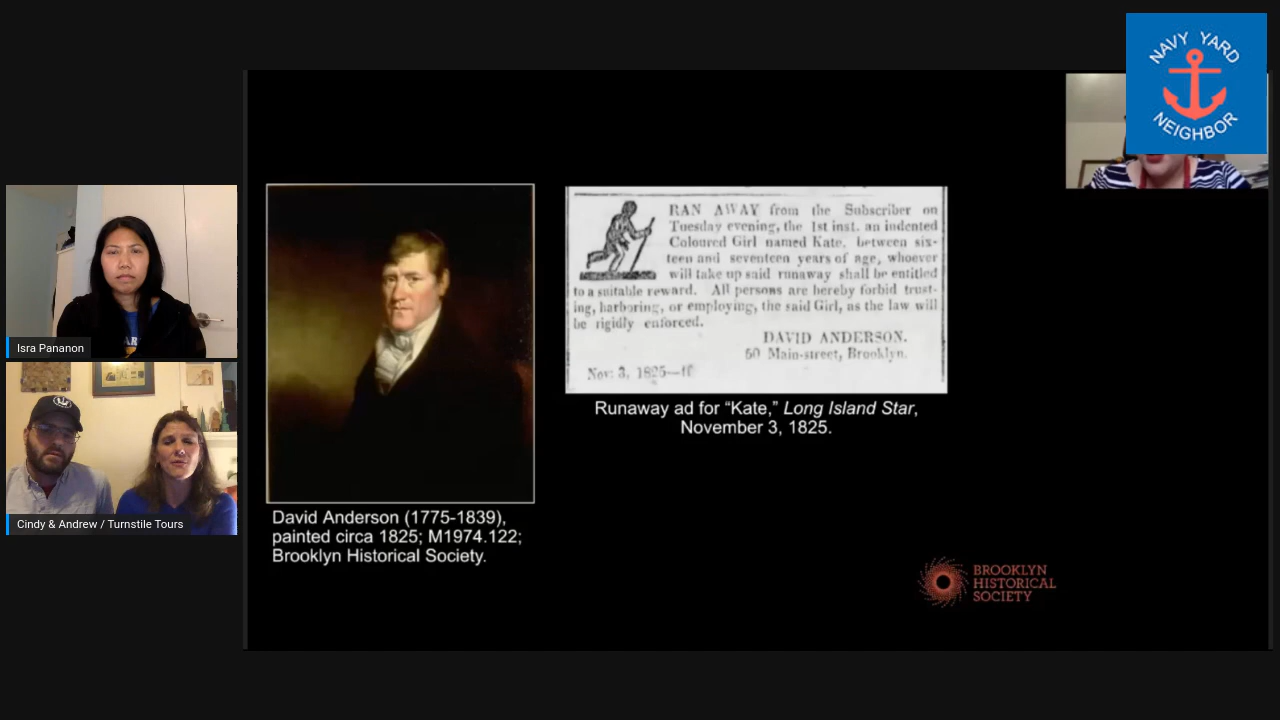 NAVY YARD
NEIGHBOR
Isra Pananon
Cindy & Andrew / Turnstile Tours
David Anderson (1775-1839),
painted circa 1825; M1974.122;
Brooklyn Historical Society.
RAN AWAY from the Subscriber on
Tuesday evening, the 1st inst. an indented
Coloured Girl named Kate, between six-
teen and seventeen years of age, whoever
will take up said runaway shall be entitled
to a suitable reward. All persons are hereby forbid trust-
ing, harboring, or employing, the said Girl, as the law will
be rigidly enforced.
DAVID ANDERSON.
50 Main-street, Brooklyn.
Nov: 3, 1825—tf
Runaway ad for “Kate,” Long Island Star,
November 3, 1825.
BROOKLYN
HISTORICAL
SOCIETY